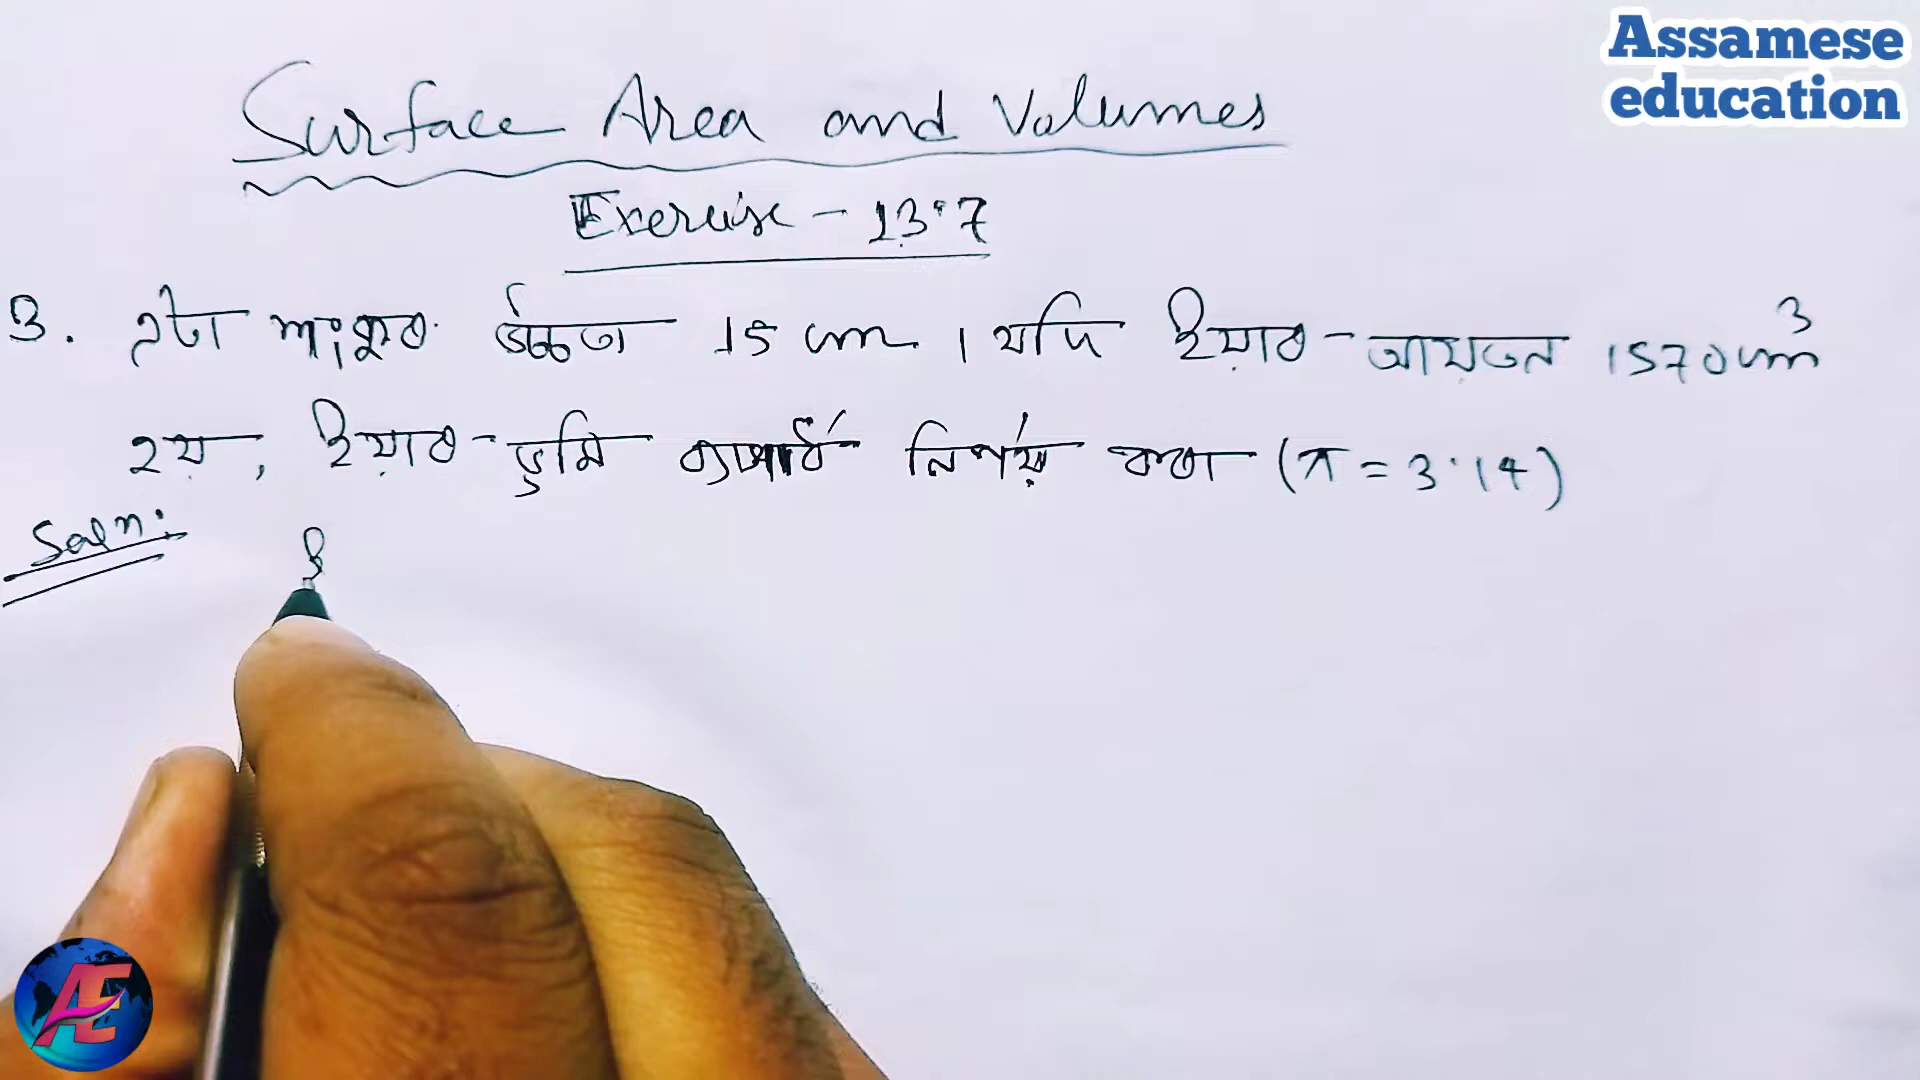 Assamese
education
Surface Area and Volumes
Exercise - 13.7
3. এটা শংকুৰ উচ্চতা 15 cm । যদি ইয়াৰ আয়তন 1570 cm³
হয়, ইয়াৰ ভূমি ব্যাসাৰ্ধ নিৰ্ণয় কৰা (π = 3.14)
Soln:
AE